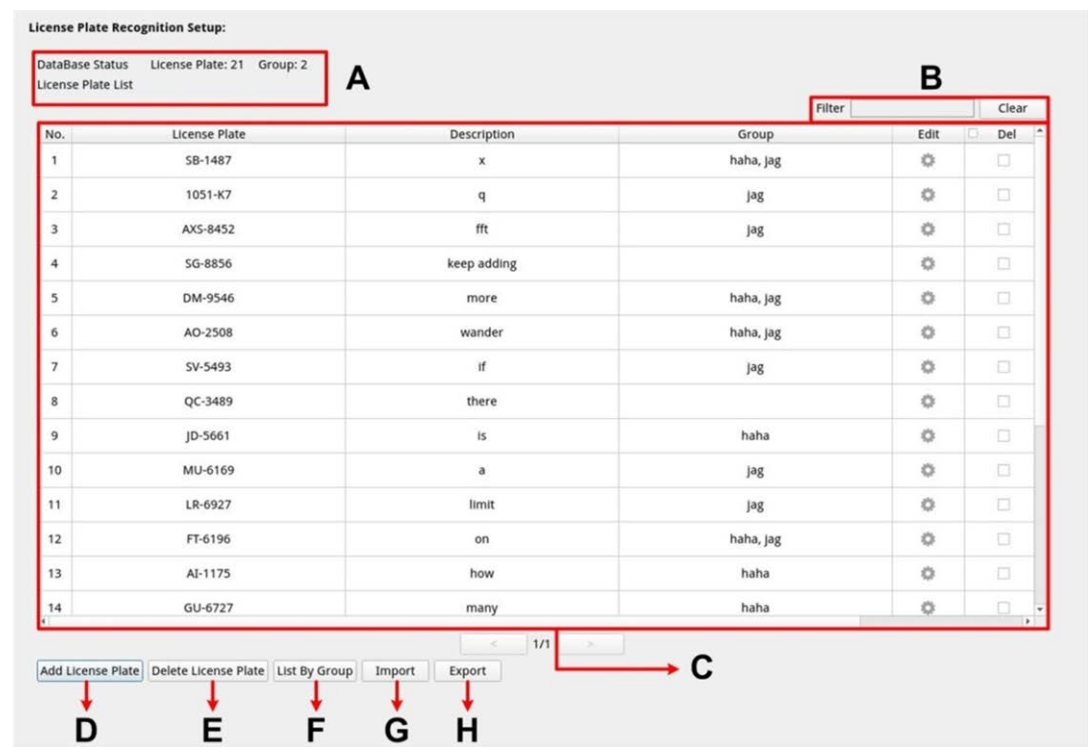 License Plate Recognition Setup:
DataBase Status License Plate: 21 Group: 2
License Plate List
A
B
Filter Clear
No. License Plate Description Group Edit Del
1 SB-1487 x haha, jag
2 1051-K7 q jag
3 AXS-8452 fft jag
4 SG-8856 keep adding
5 DM-9546 more haha, jag
6 AO-2508 wander haha, jag
7 SV-5493 if jag
8 QC-3489 there
9 JD-5661 is haha
10 MU-6169 a jag
11 LR-6927 limit jag
12 FT-6196 on haha, jag
13 AI-1175 how haha
14 GU-6727 many haha
< 1/1 >
C
Add License Plate Delete License Plate List By Group Import Export
D E F G H